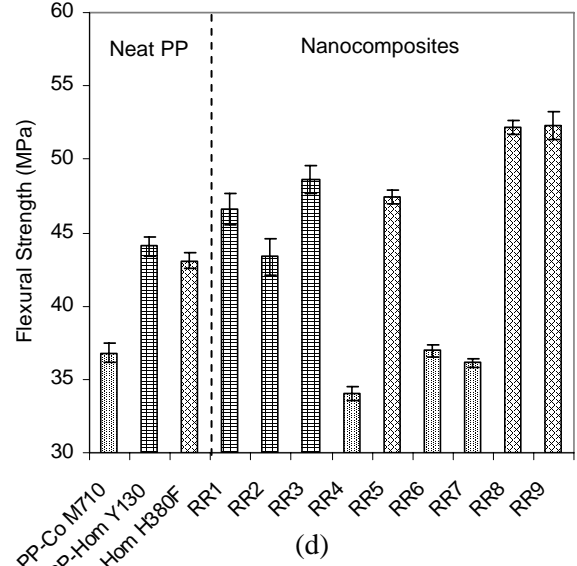 60
Neat PP
Nanocomposites
55
50
45
40
35
30
Flexural Strength (MPa)
PP-Co M710
PP-Hom Y130
Hom H380F
RR1
RR2
RR3
RR4
RR5
RR6
RR7
RR8
RR9
(d)